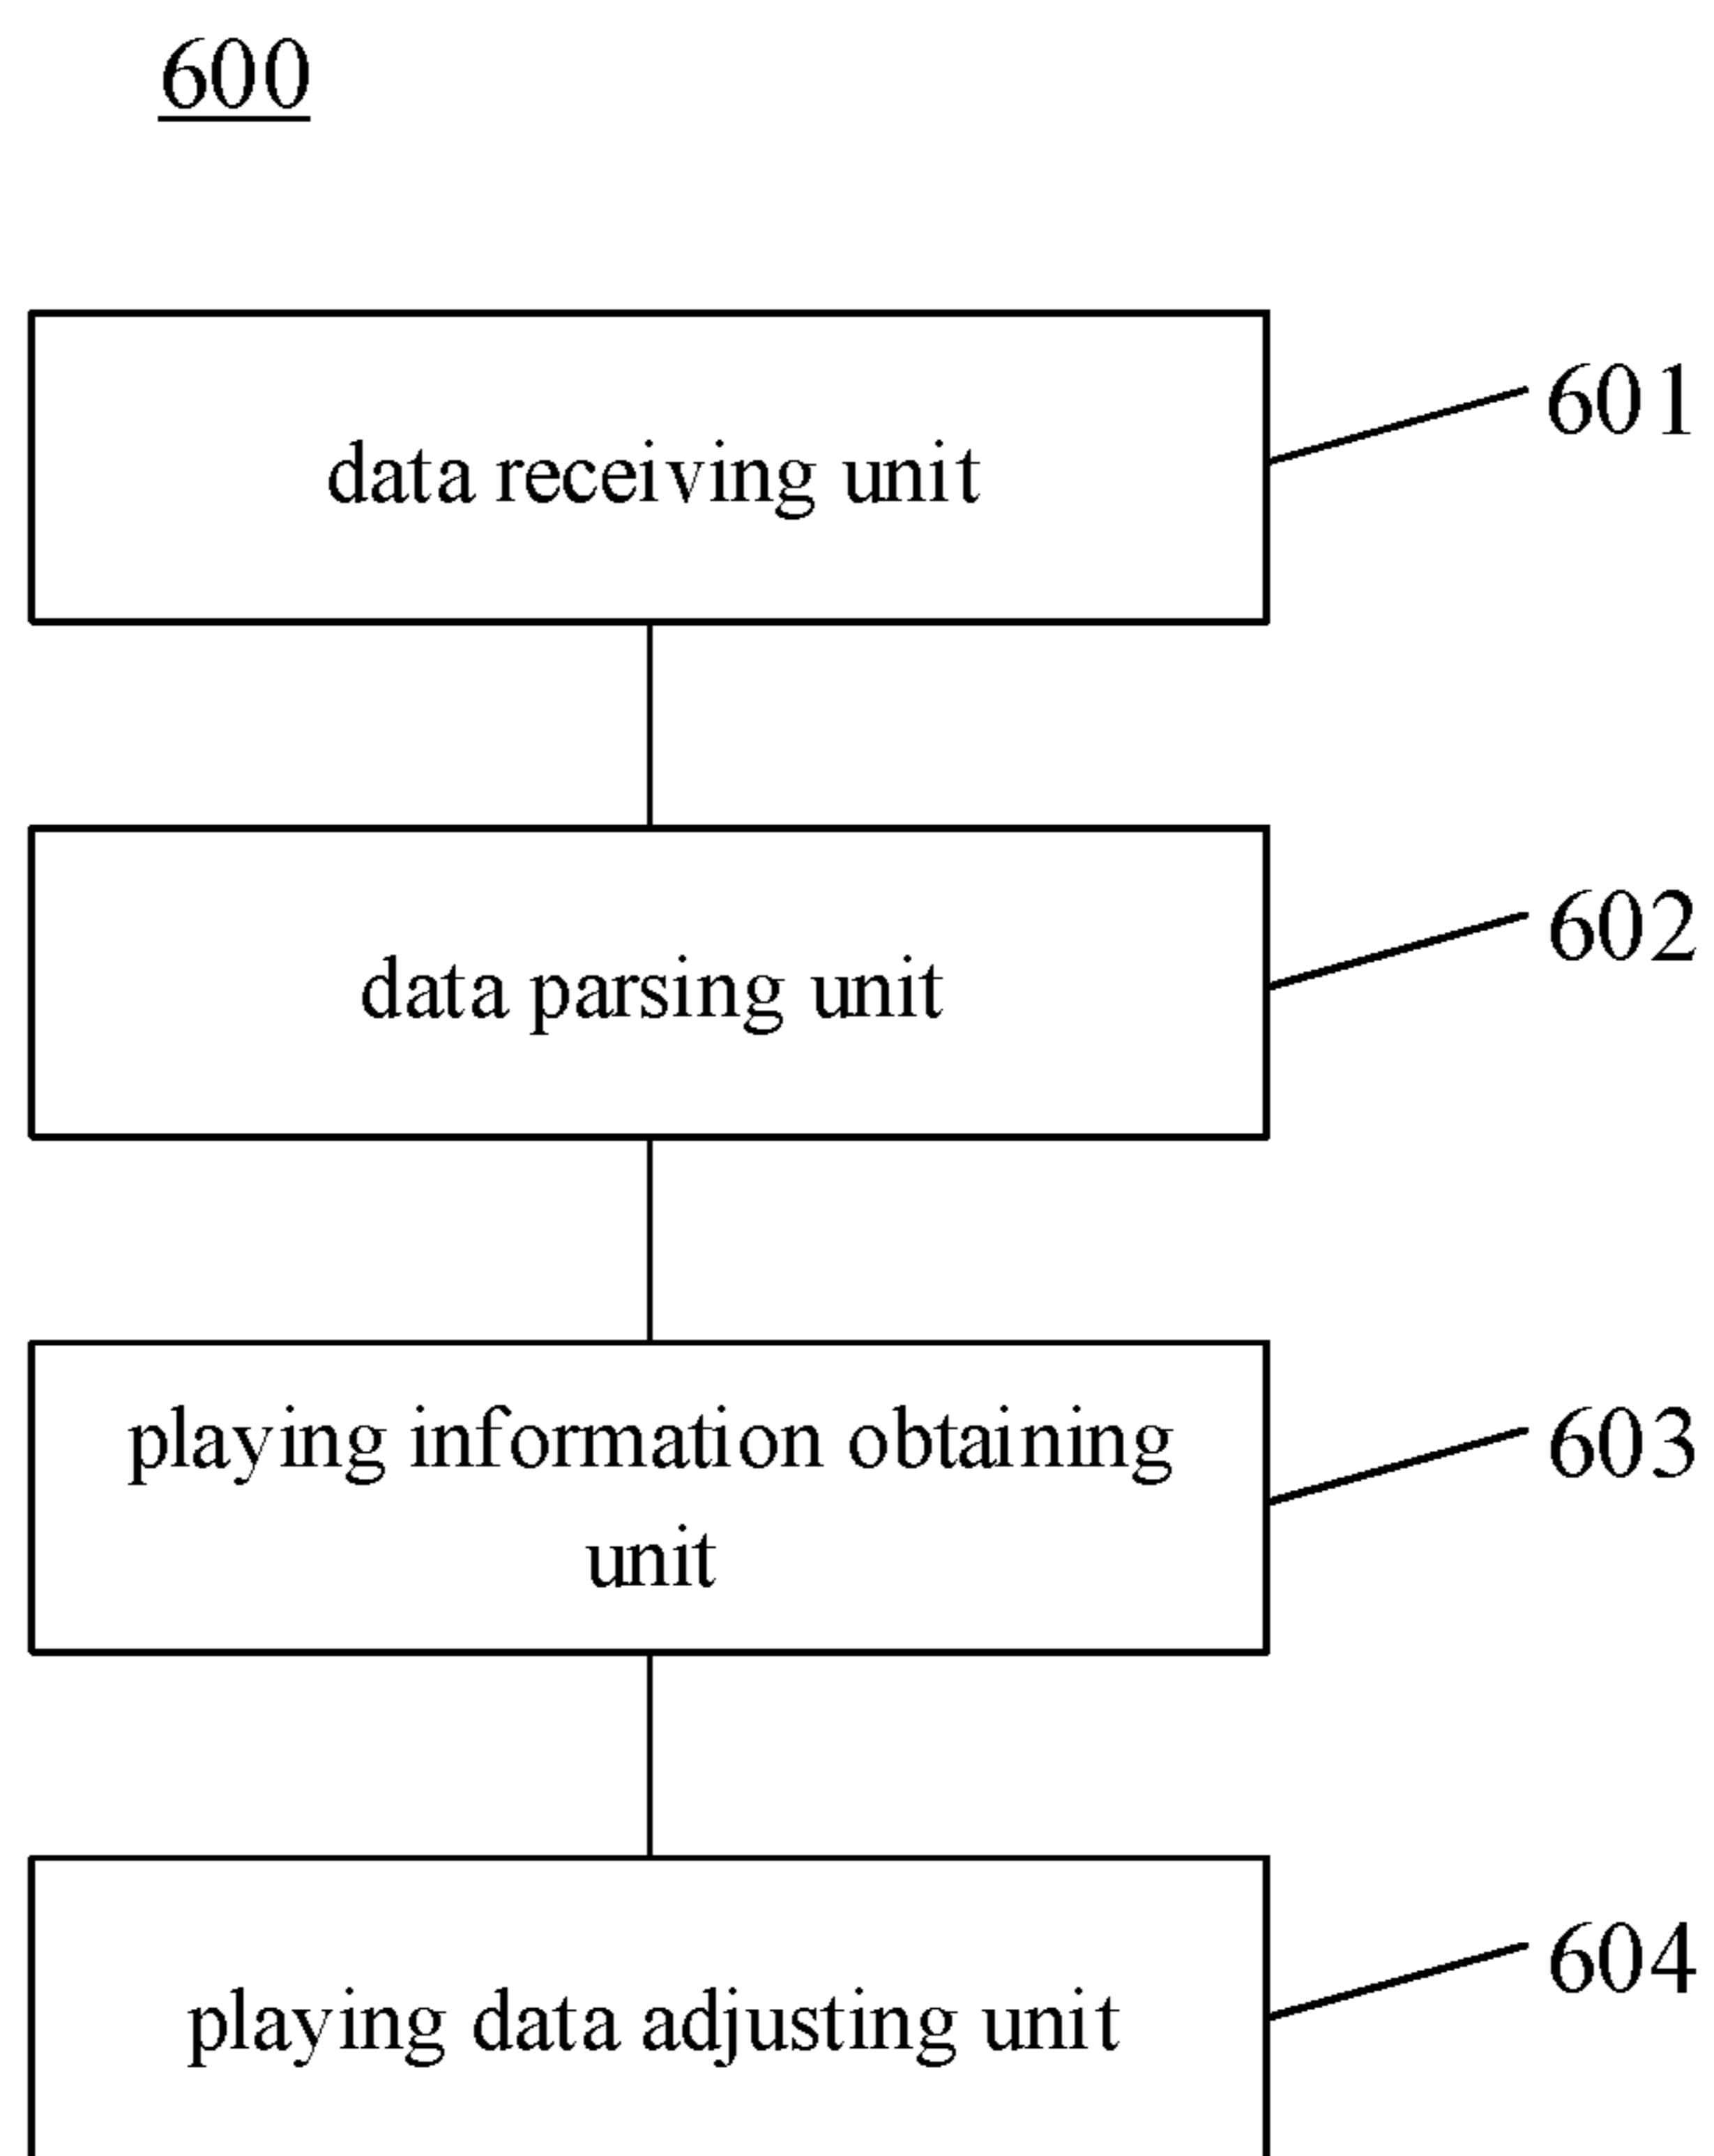 600
data receiving unit
601
data parsing unit
602
playing information obtaining
unit
603
playing data adjusting unit
604